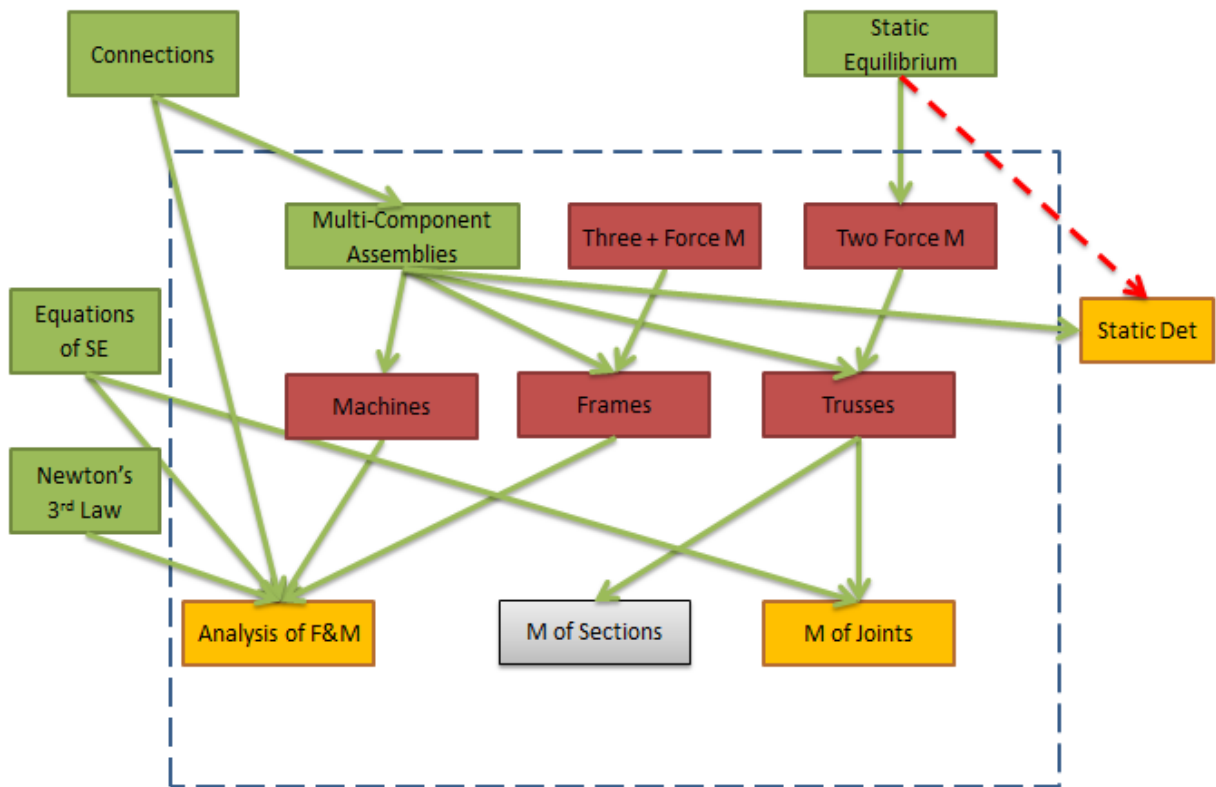 Connections
Static
Equilibrium
Multi-Component
Assemblies
Three + Force M
Two Force M
Equations
of SE
Static Det
Machines
Frames
Trusses
Newton's
3rd Law
Analysis of F&M
M of Sections
M of Joints